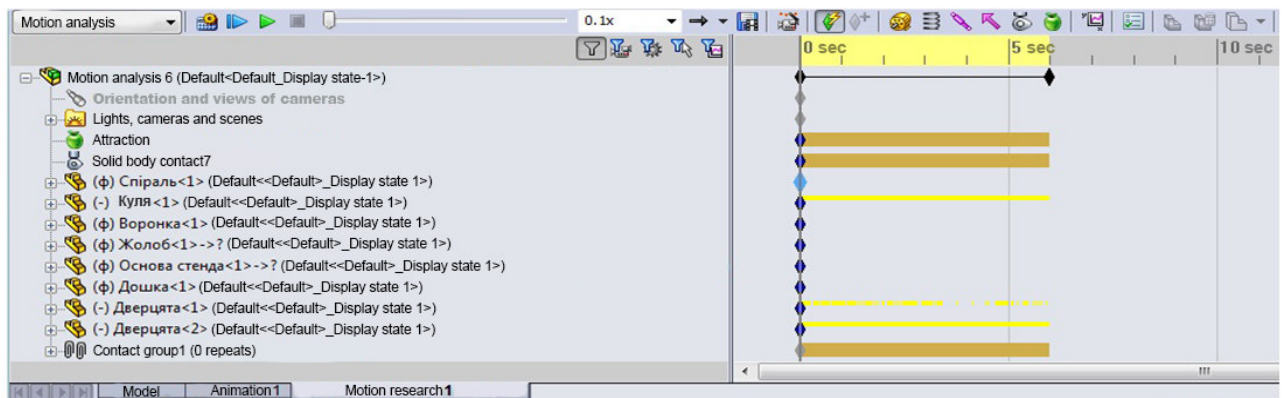 Motion analysis 0.1x
0 sec 5 sec 10 sec
Motion analysis 6 (Default<Default_Display state-1>)
Orientation and views of cameras
Lights, cameras and scenes
Attraction
Solid body contact7
(ф) Спіраль<1> (Default<<Default>_Display state 1>)
(-) Куля<1> (Default<<Default>_Display state 1>)
(ф) Воронка<1> (Default<<Default>_Display state 1>)
(ф) Жолоб<1>->? (Default<<Default>_Display state 1>)
(ф) Основа стенда<1>->? (Default<<Default>_Display state 1>)
(ф) Дошка<1> (Default<<Default>_Display state 1>)
(-) Дверцята<1> (Default<<Default>_Display state 1>)
(-) Дверцята<2> (Default<<Default>_Display state 1>)
Contact group1 (0 repeats)
Model Animation1 Motion research1